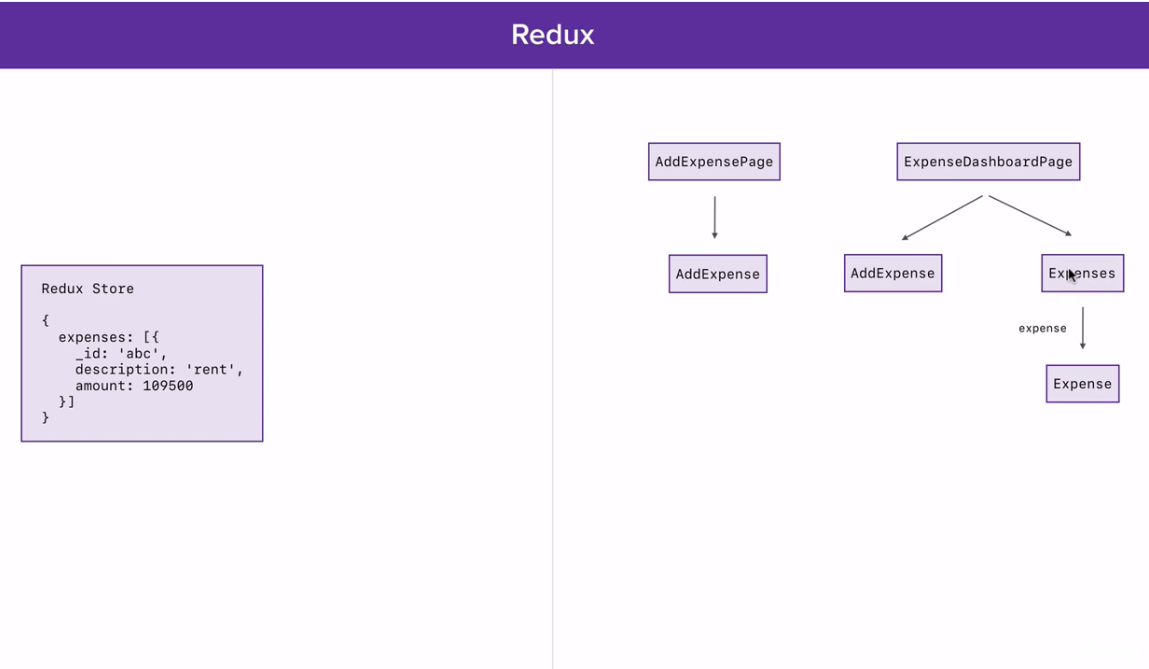 Redux
Redux Store
{
expenses: [{
_id: 'abc',
description: 'rent',
amount: 109500
}]
}
AddExpensePage
ExpenseDashboardPage
AddExpense
AddExpense
Expenses
expense
Expense